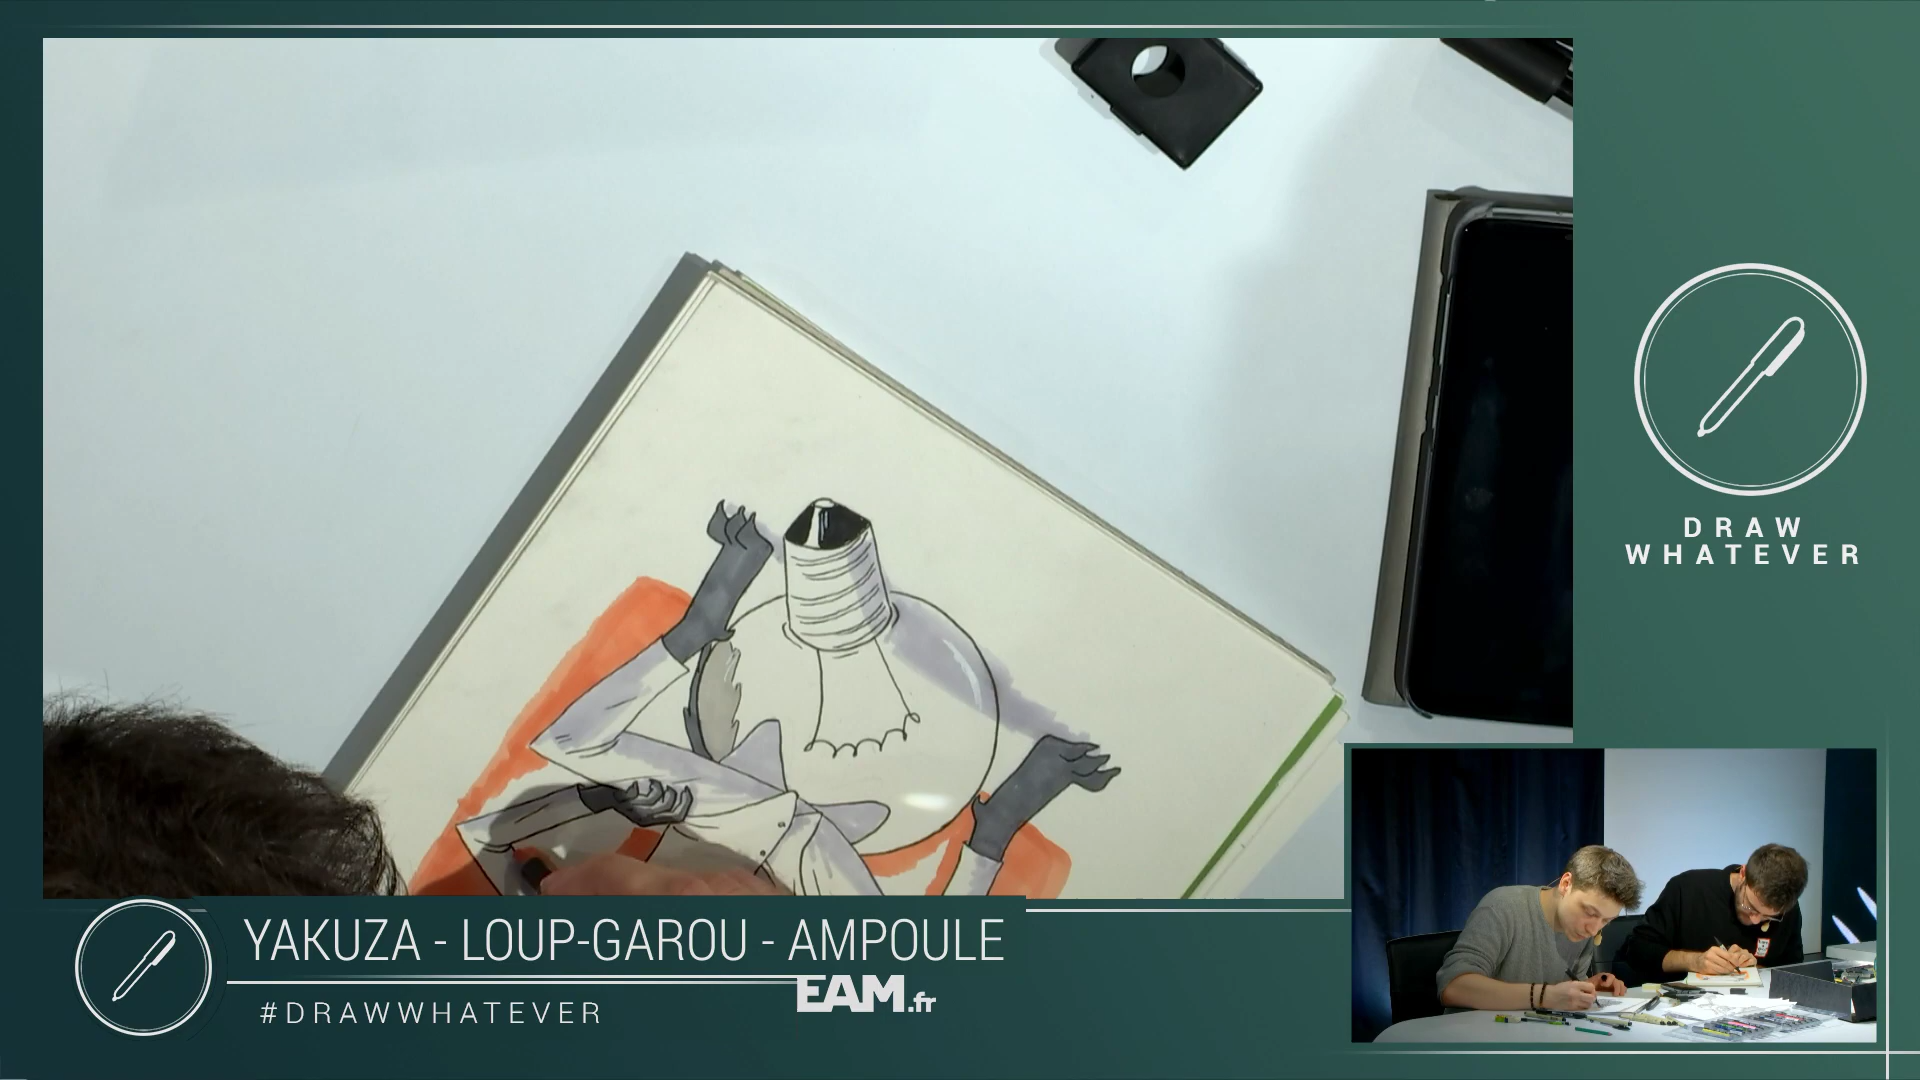 DRAW
WHATEVER
YAKUZA - LOUP-GAROU - AMPOULE
EAM.fr
#DRAWWHATEVER